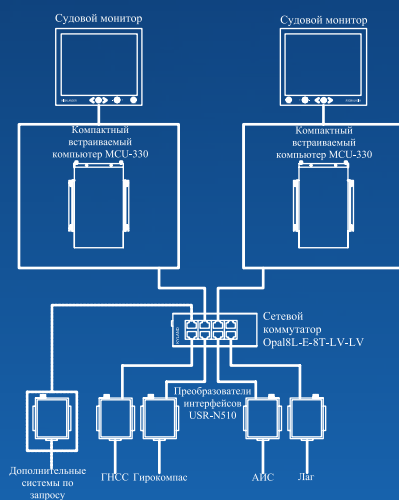 Судовой монитор
Судовой монитор
Компактный
встраиваемый
компьютер MCU-330
Компактный
встраиваемый
компьютер MCU-330
Сетевой
коммутатор
Opal8L-E-8T-LV-LV
Преобразователи
интерфейсов
USR-N510
Дополнительные
системы по
запросу
ГНСС
Гирокомпас
АИС
Лаг